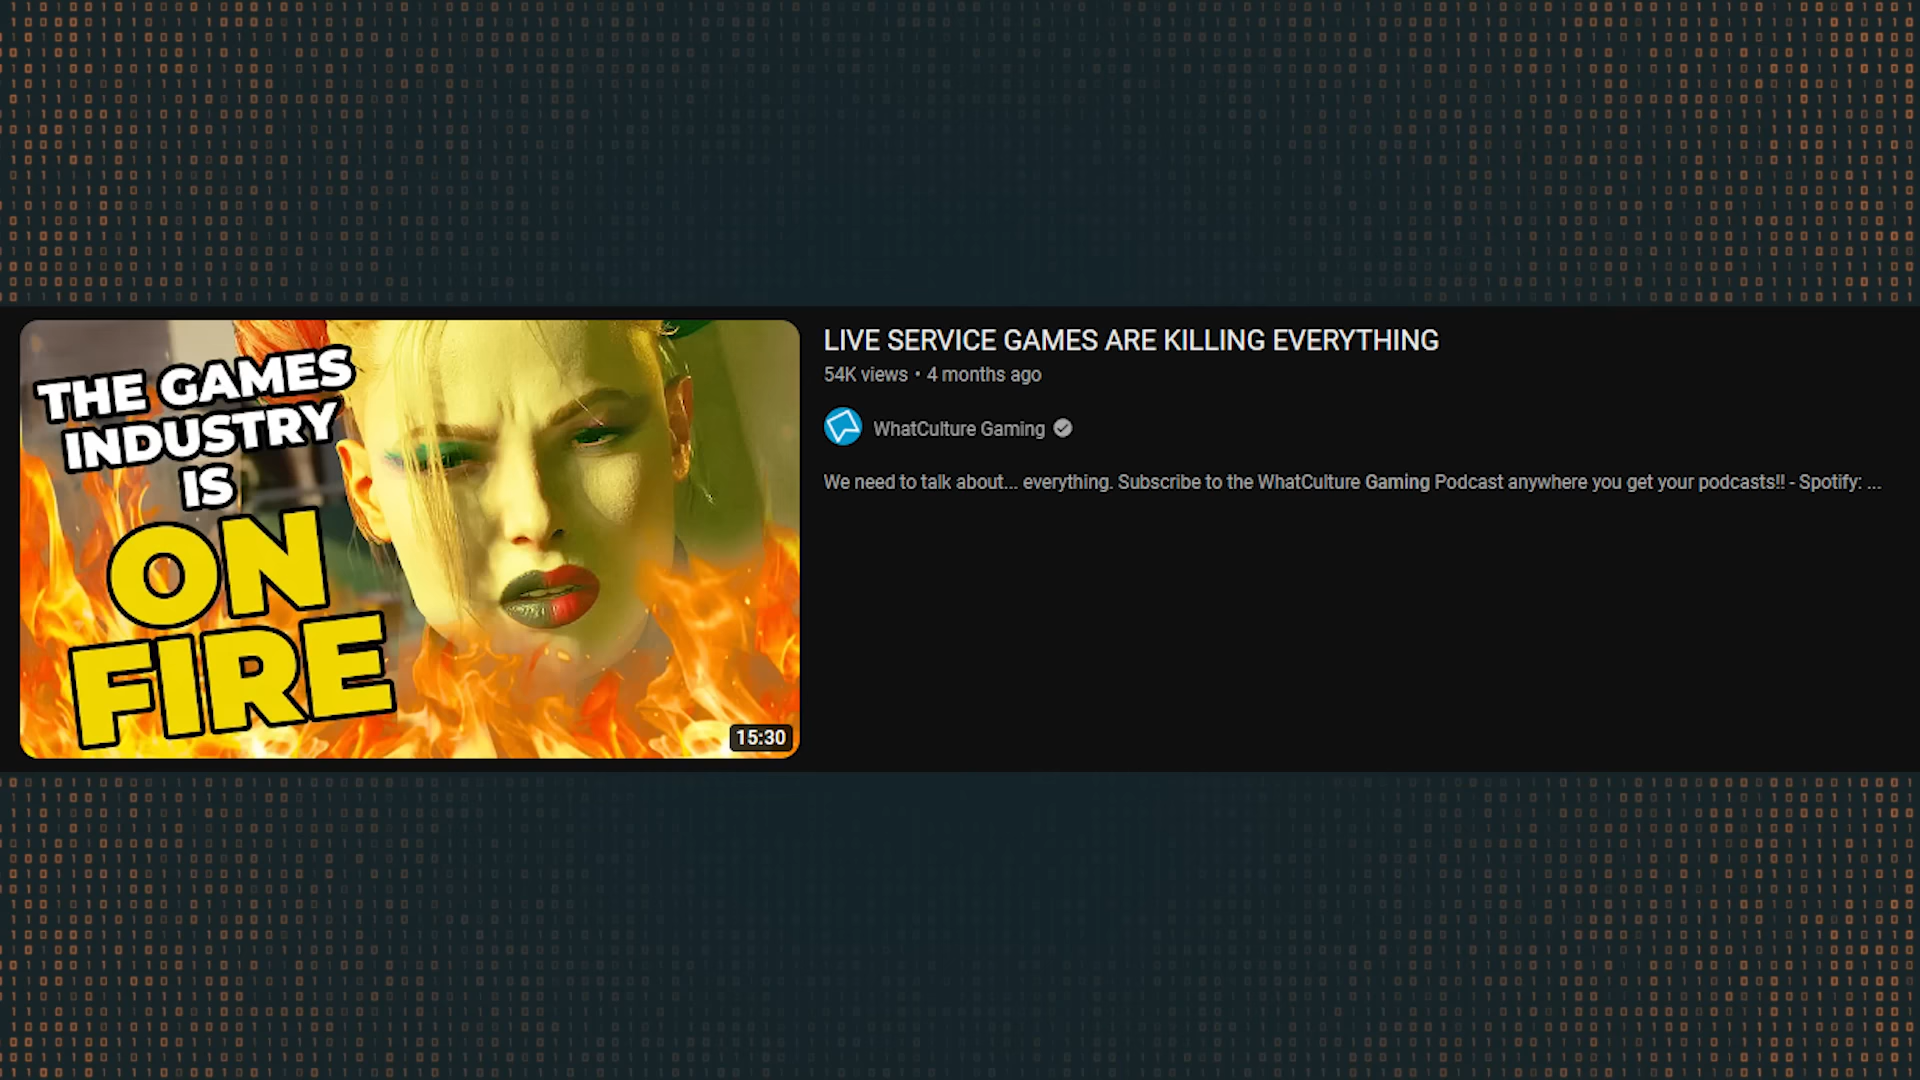 THE GAMES
INDUSTRY
IS
ON
FIRE
15:30
LIVE SERVICE GAMES ARE KILLING EVERYTHING
54K views • 4 months ago
WhatCulture Gaming
We need to talk about... everything. Subscribe to the WhatCulture Gaming Podcast anywhere you get your podcasts!! - Spotify: ...